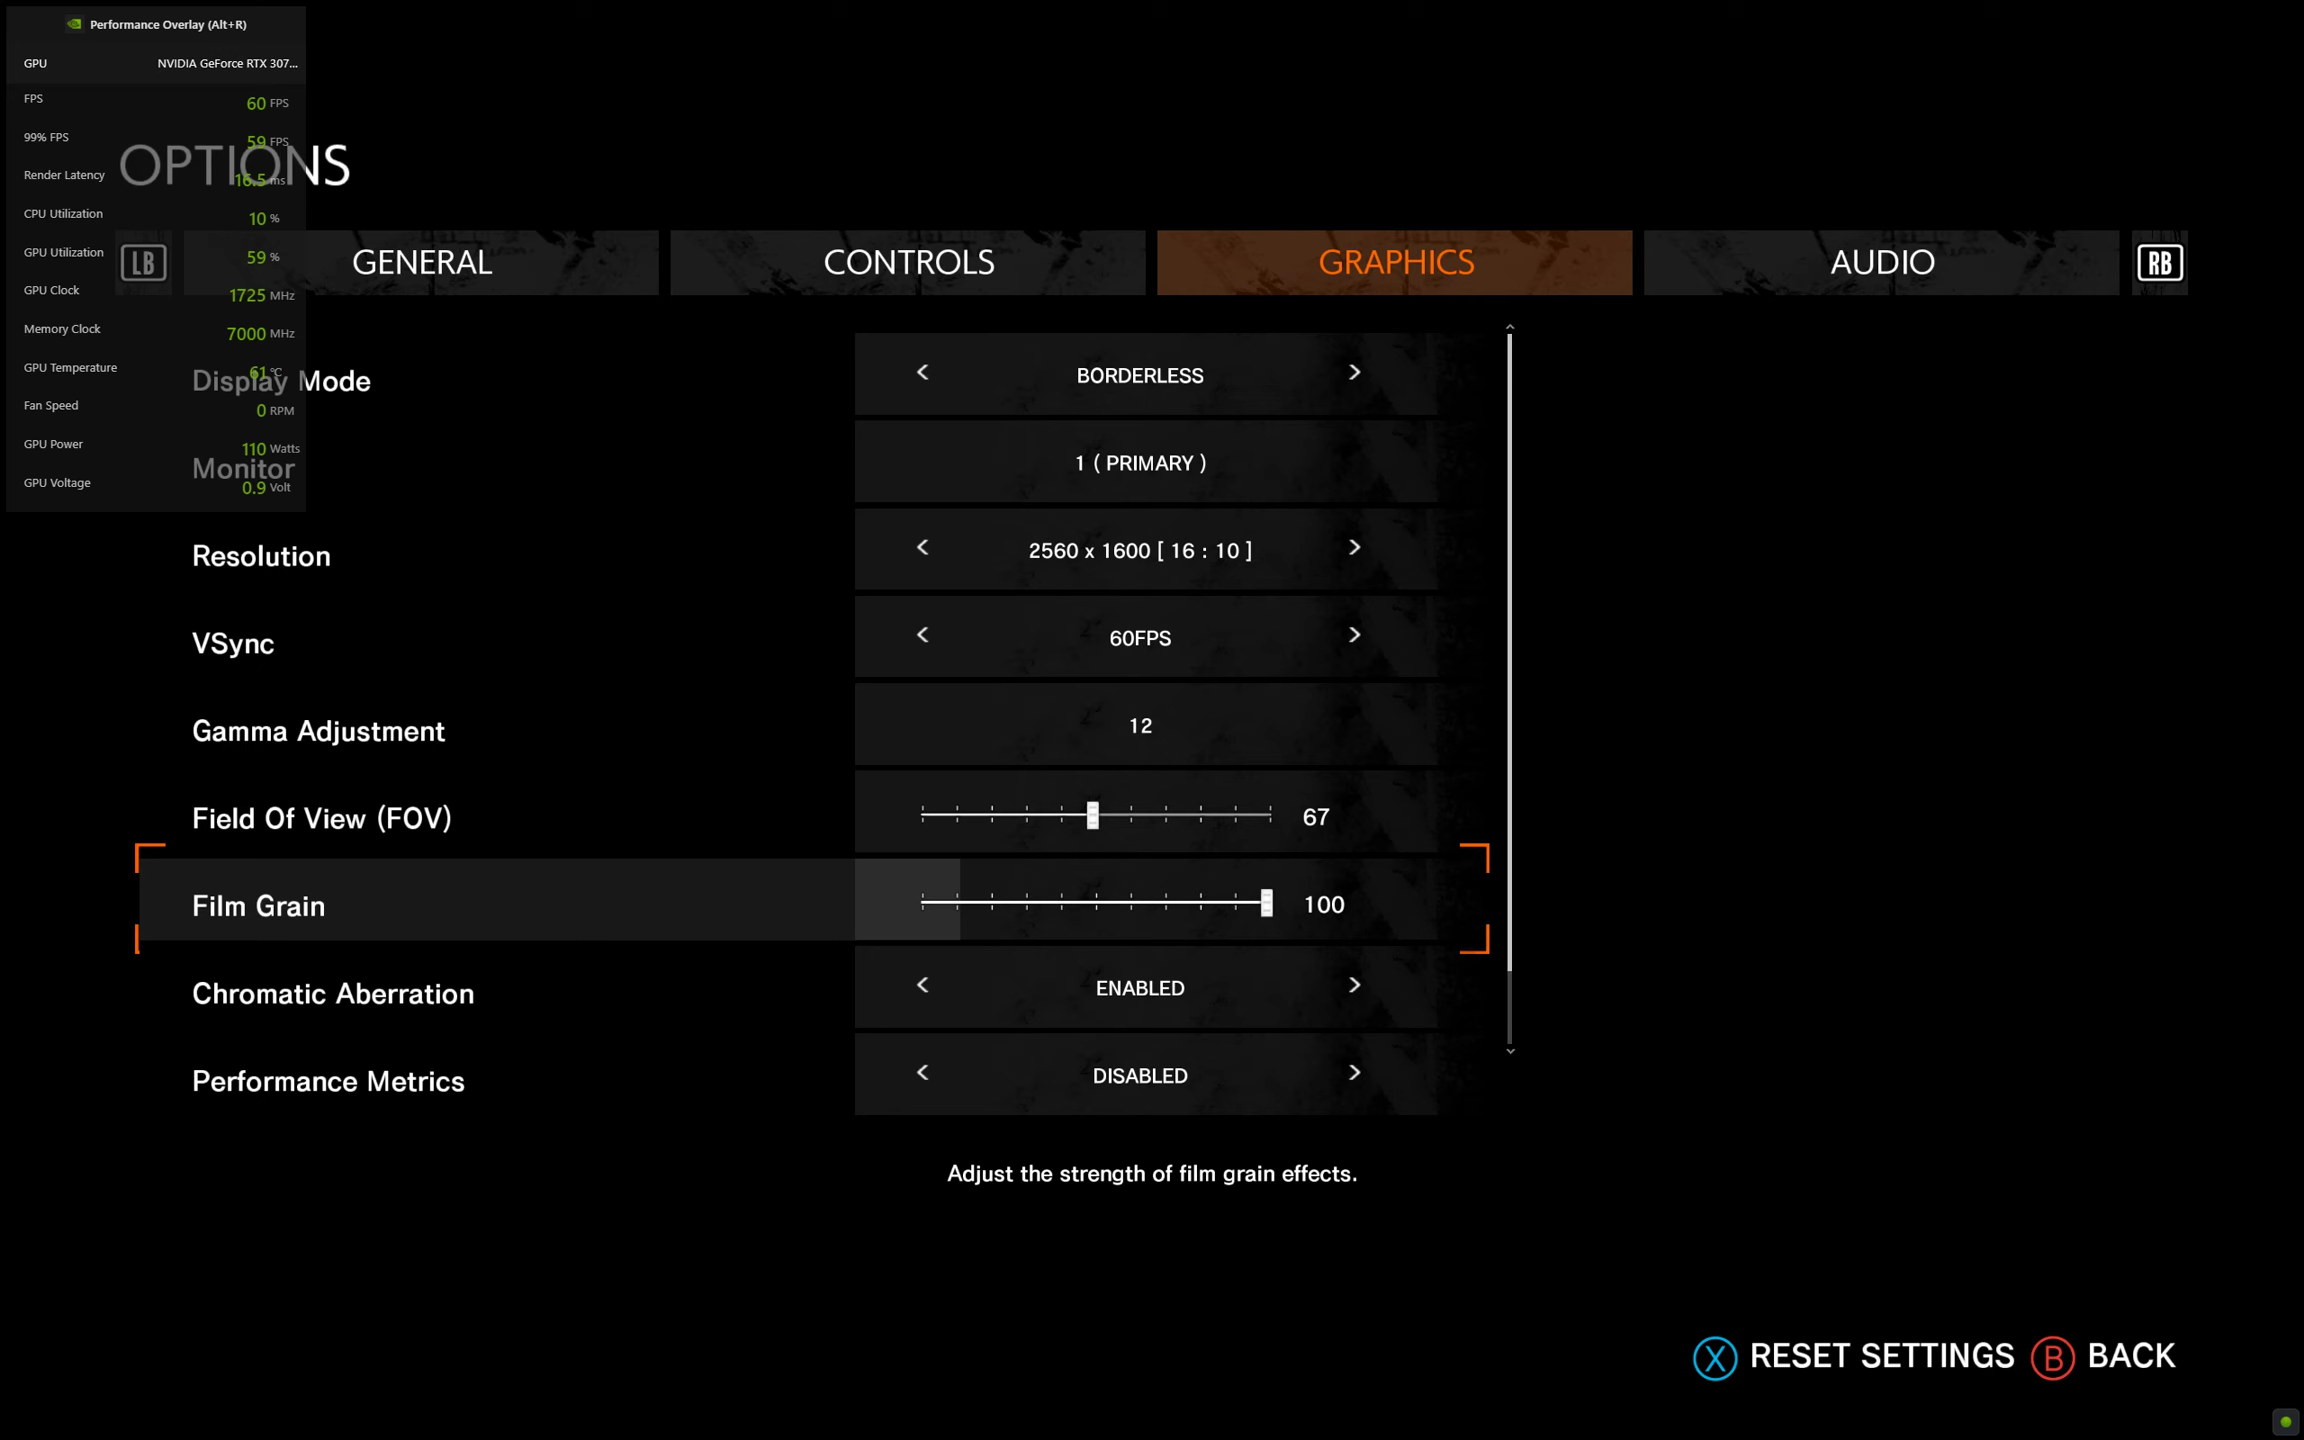 Performance Overlay (Alt+R)
GPU NVIDIA GeForce RTX 307...
FPS 60 FPS
99% FPS 59 FPS
Render Latency 16.5 ms
CPU Utilization 10 %
GPU Utilization 59 %
GPU Clock 1725 MHz
Memory Clock 7000 MHz
GPU Temperature 61 °C
Fan Speed 0 RPM
GPU Power 110 Watts
GPU Voltage 0.9 Volt
OPTIONS
LB GENERAL CONTROLS GRAPHICS AUDIO RB
Display Mode < BORDERLESS >
Monitor 1 ( PRIMARY )
Resolution < 2560 x 1600 [ 16 : 10 ] >
VSync < 60FPS >
Gamma Adjustment 12
Field Of View (FOV) 67
Film Grain 100
Chromatic Aberration < ENABLED >
Performance Metrics < DISABLED >
Adjust the strength of film grain effects.
X RESET SETTINGS B BACK